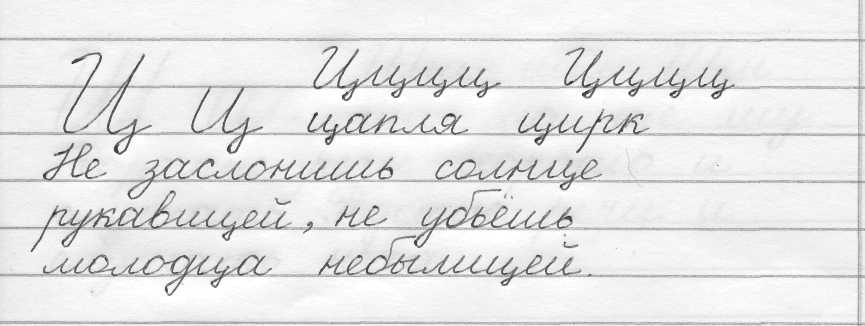 Цццц Цццц
Ц Ц цапля цирк
Не заслонишь солнце
рукавицей, не убьёшь
молодца небылицей.